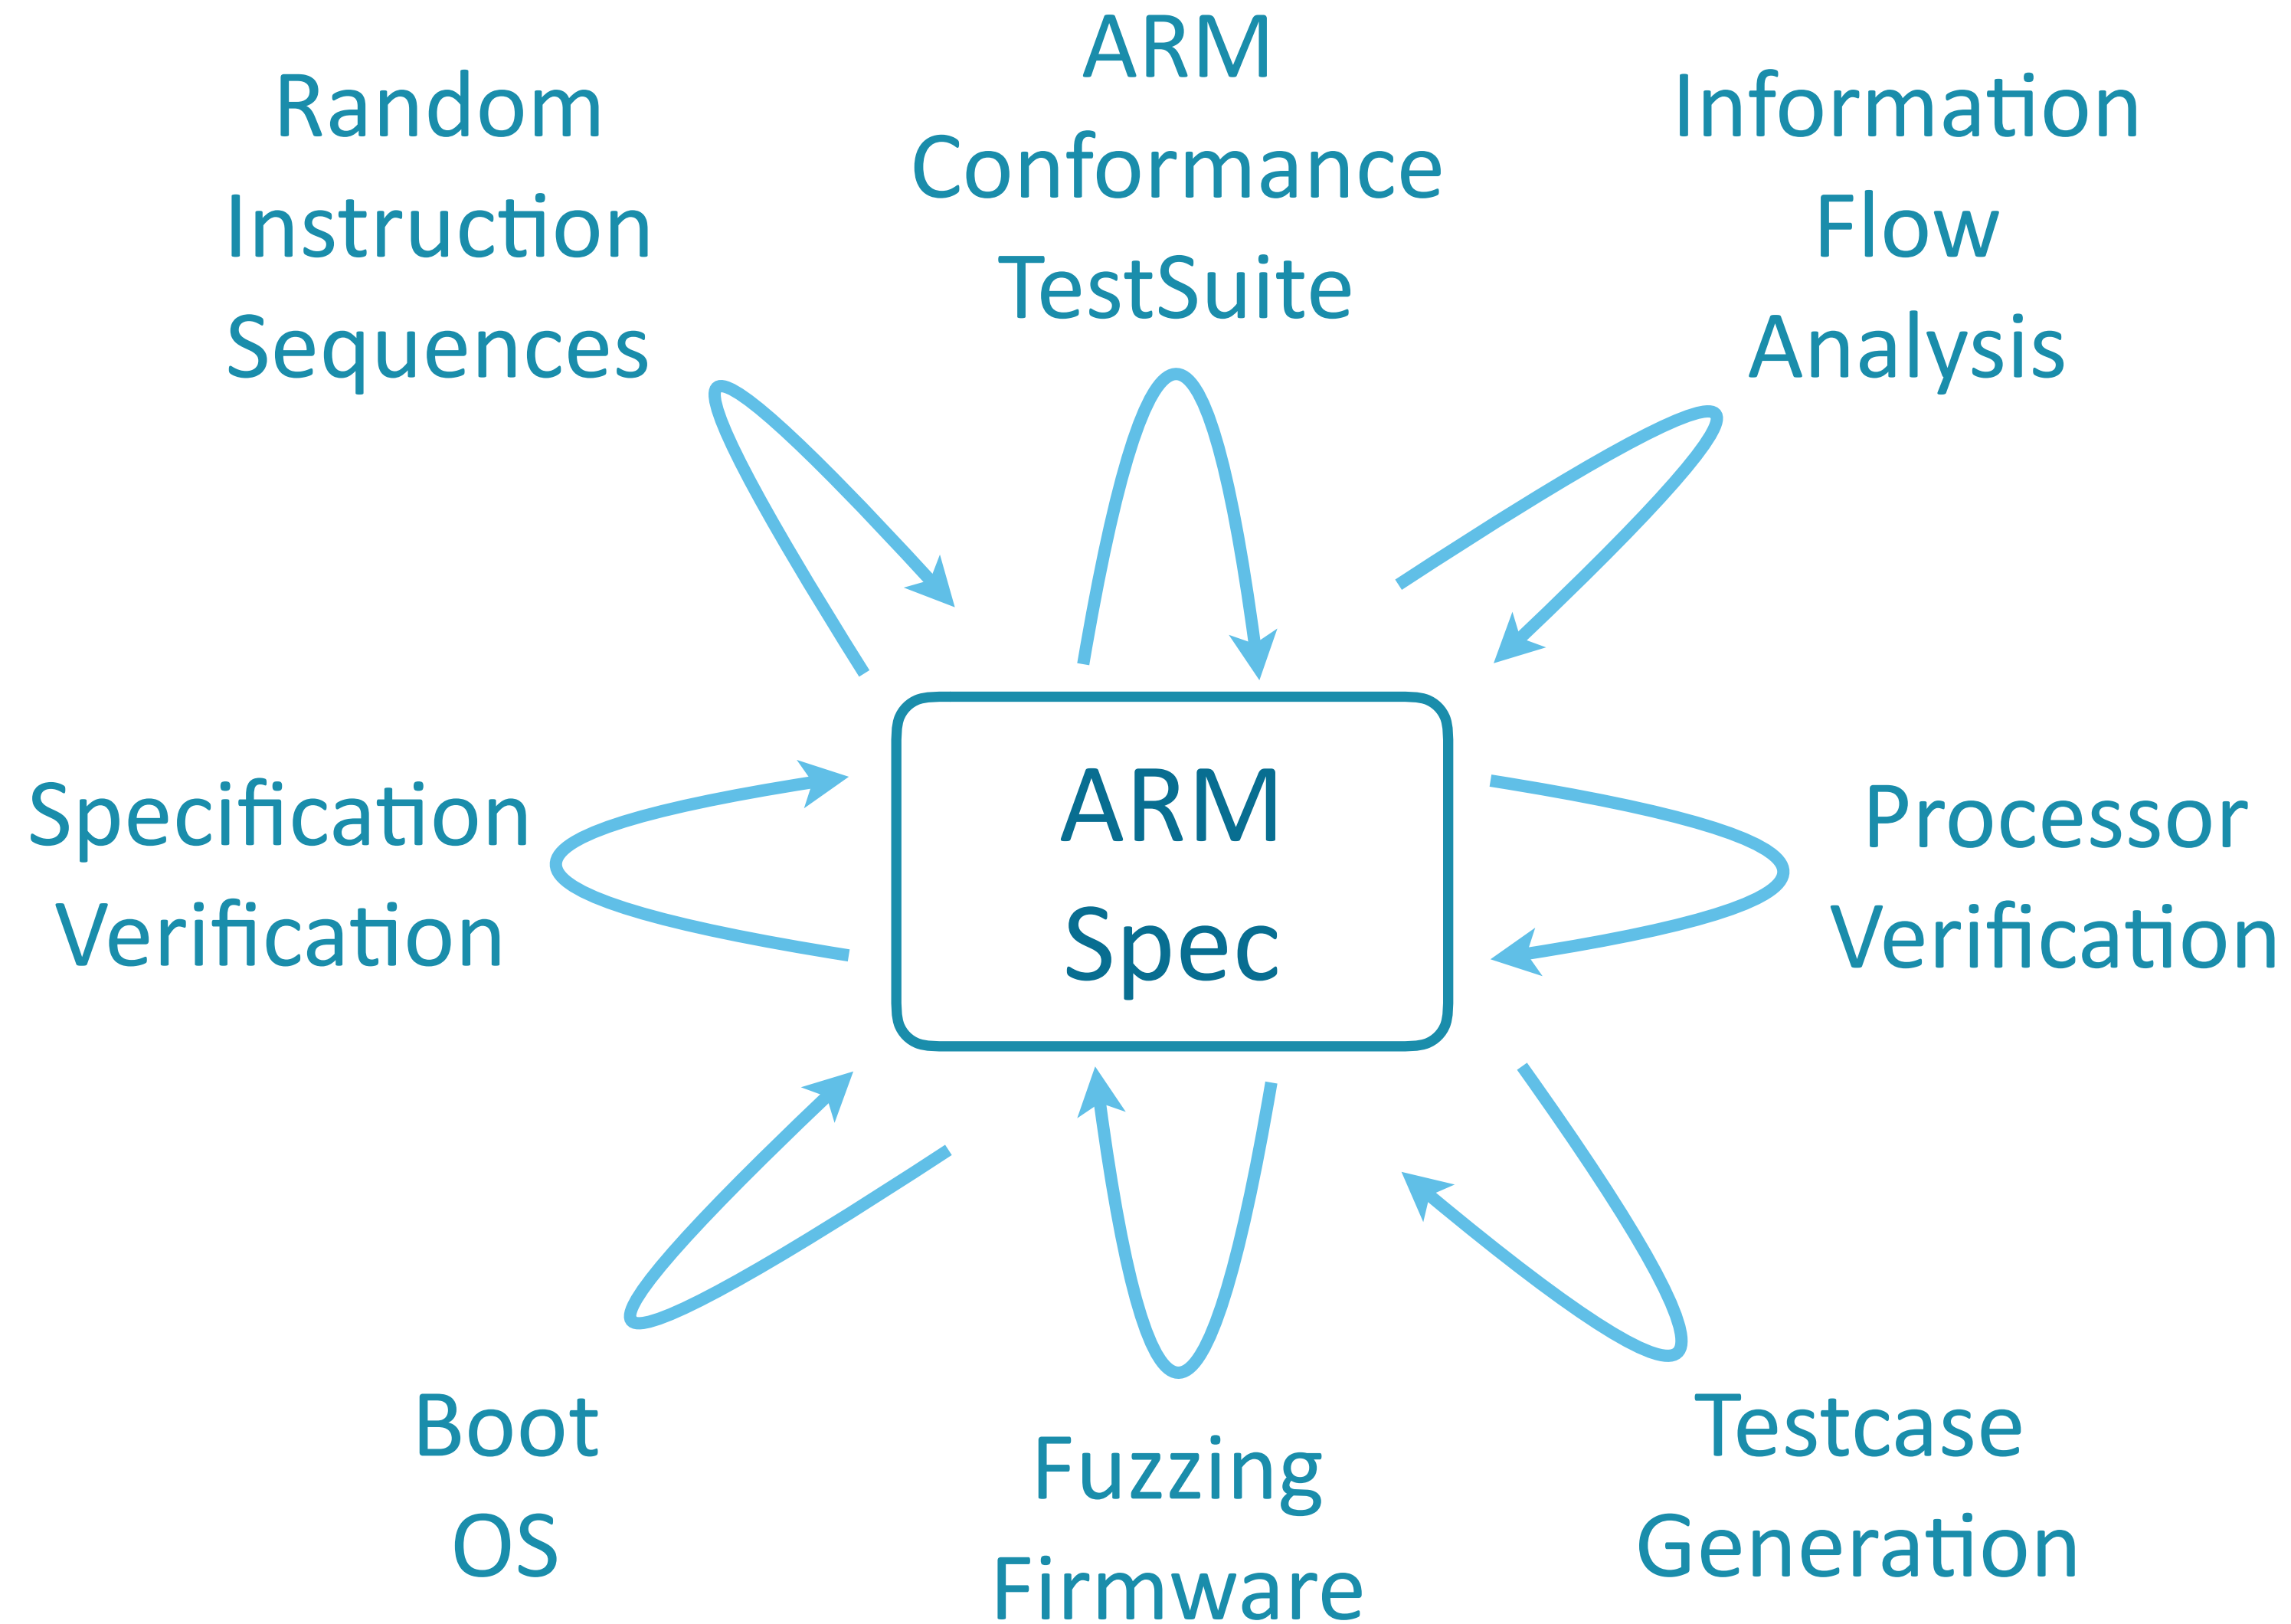 Random
Instruction
Sequences
ARM
Conformance
TestSuite
Information
Flow
Analysis
Specification
Verification
ARM
Spec
Processor
Verification
Boot
OS
Fuzzing
Firmware
Testcase
Generation